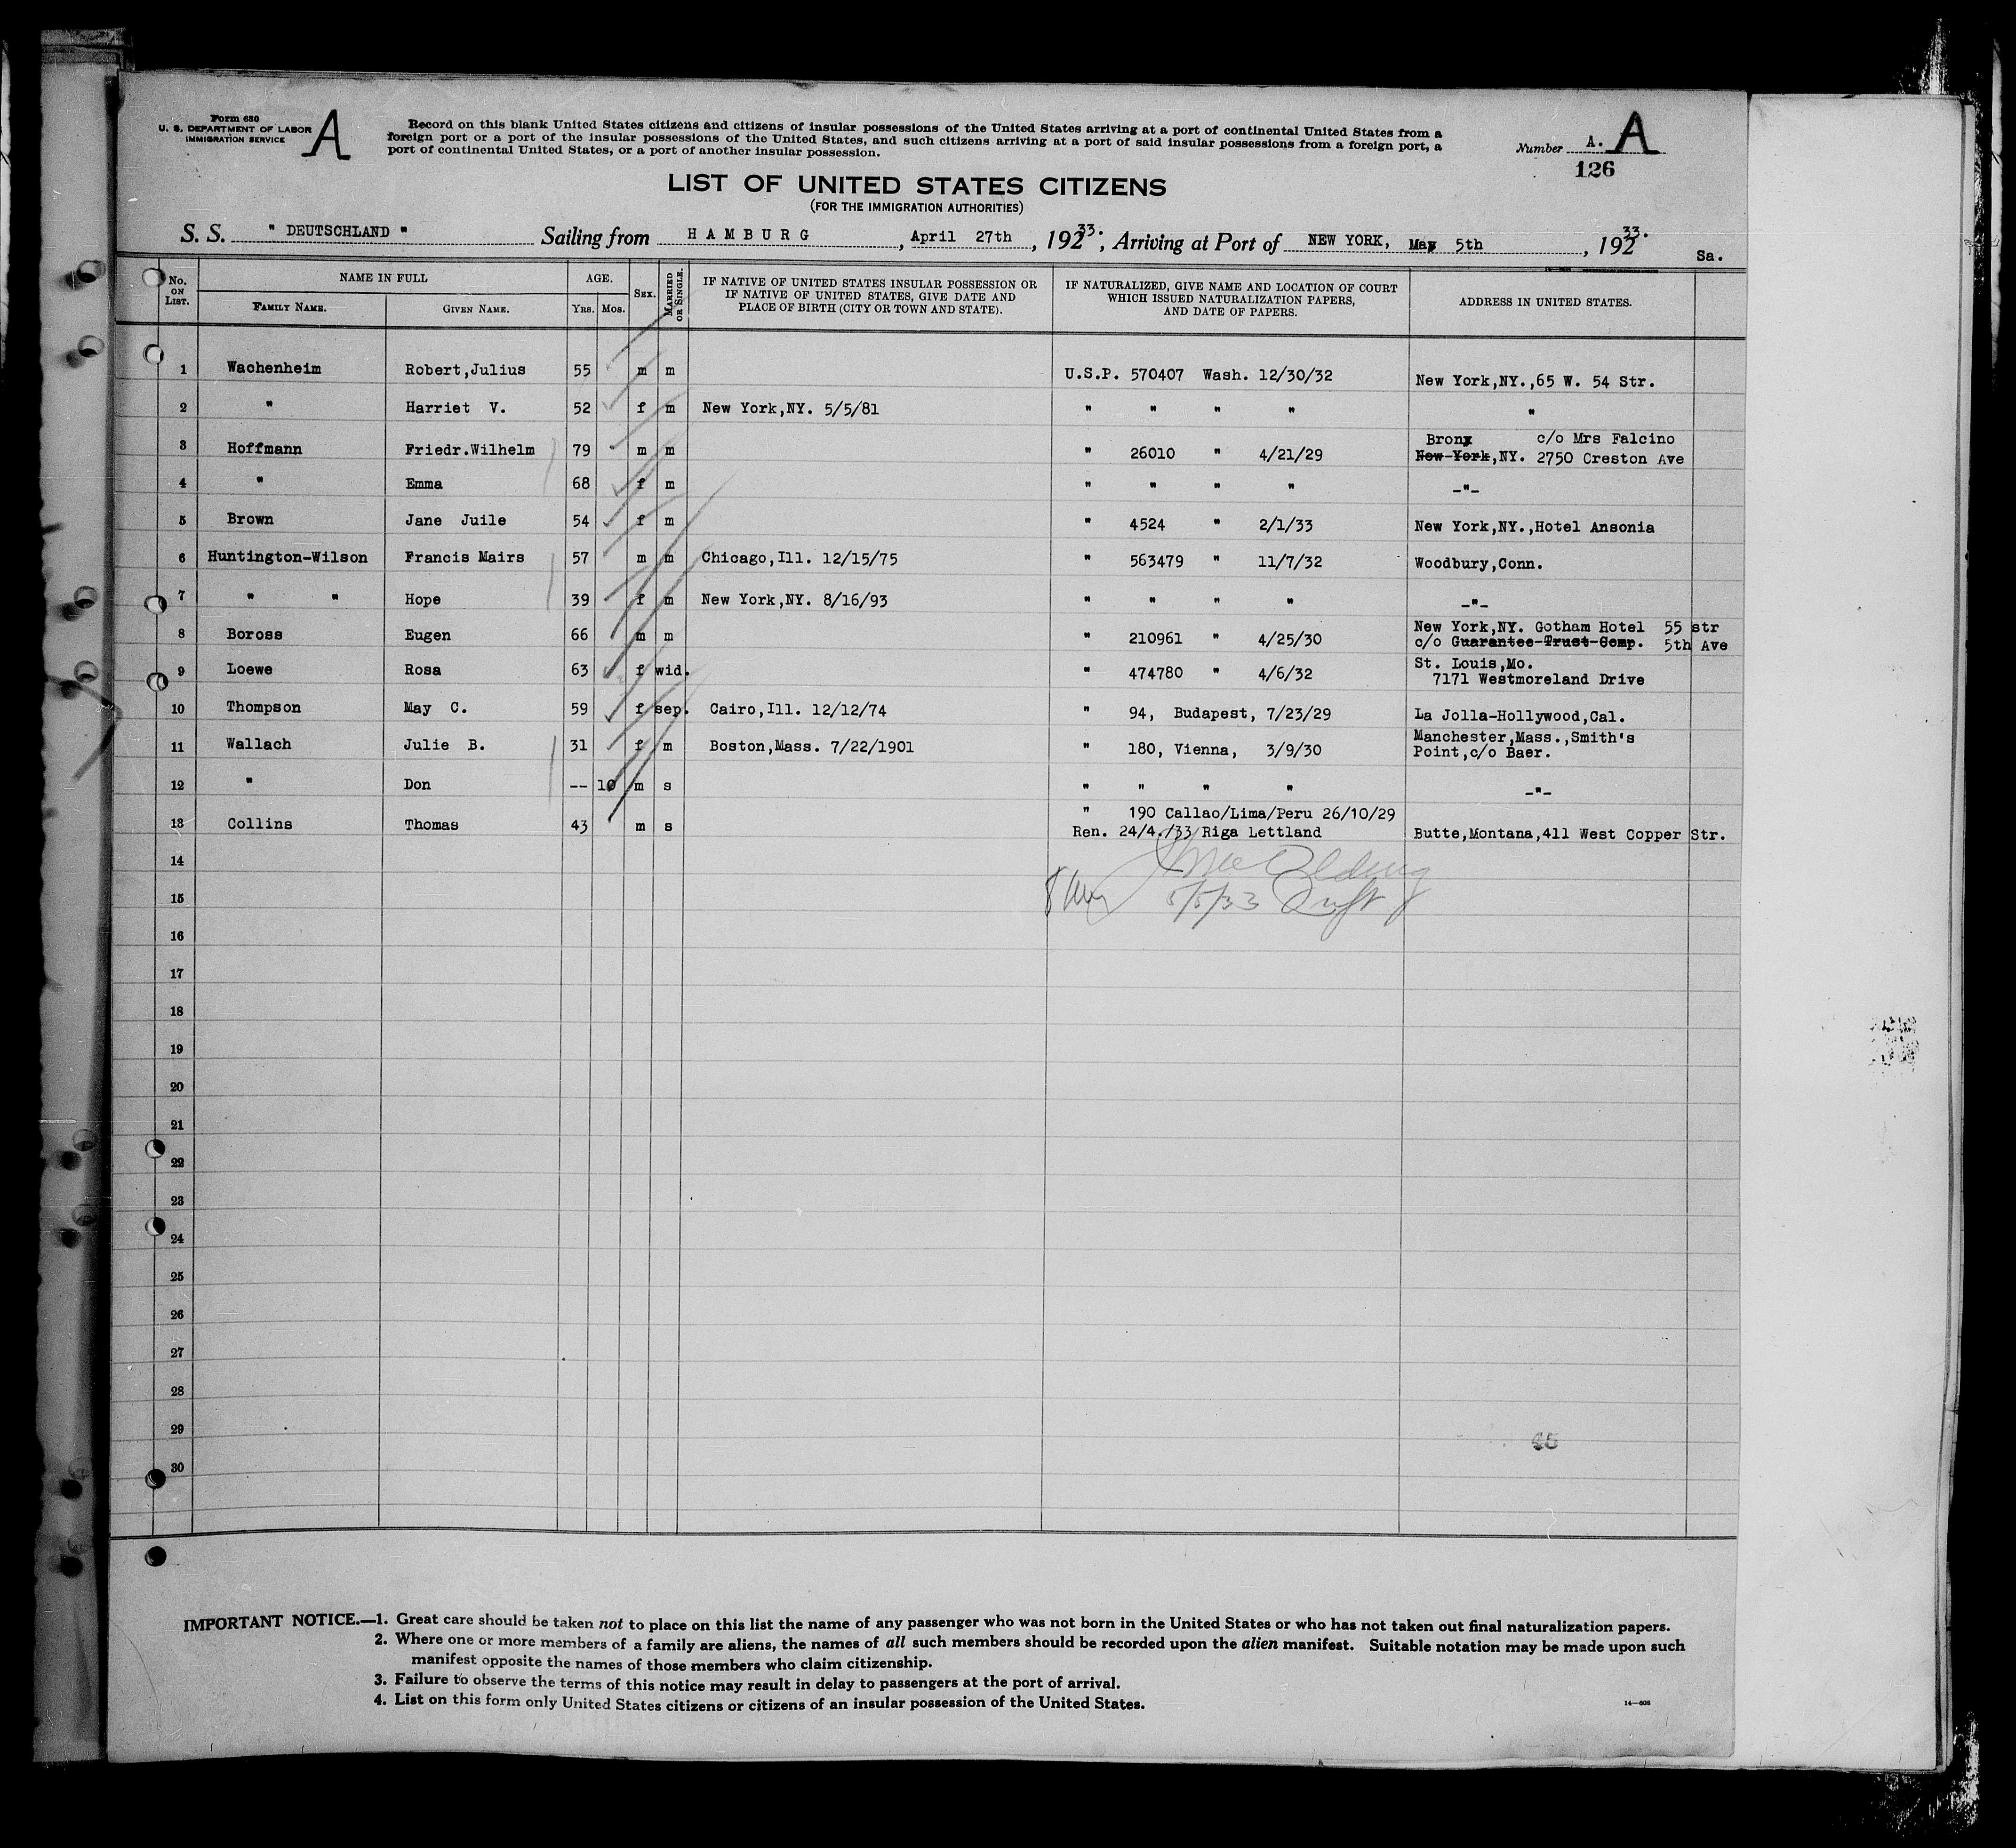 Form 630
U. S. DEPARTMENT OF LABOR
IMMIGRATION SERVICE
A
Record on this blank United States citizens and citizens of insular possessions of the United States arriving at a port of continental United States from a
foreign port or a port of the insular possessions of the United States, and such citizens arriving at a port of said insular possessions from a foreign port, a
port of continental United States, or a port of another insular possession.
Number A. A
126
LIST OF UNITED STATES CITIZENS
(FOR THE IMMIGRATION AUTHORITIES)
S. S. " DEUTSCHLAND " Sailing from HAMBURG, April 27th, 19233. Arriving at Port of NEW YORK, May 5th, 19233.
Sa.
No. ON LIST. NAME IN FULL AGE. SEX. MARRIED OR SINGLE. IF NATIVE OF UNITED STATES INSULAR POSSESSION OR IF NATIVE OF UNITED STATES, GIVE DATE AND PLACE OF BIRTH (CITY OR TOWN AND STATE). IF NATURALIZED, GIVE NAME AND LOCATION OF COURT WHICH ISSUED NATURALIZATION PAPERS, AND DATE OF PAPERS. ADDRESS IN UNITED STATES.
FAMILY NAME. GIVEN NAME. YRS. MOS.
1 Wachenheim Robert,Julius 55 m m U.S.P. 570407 Wash. 12/30/32 New York,NY.,65 W. 54 Str.
2 " Harriet V. 52 f m New York,NY. 5/5/81 " " " " "
3 Hoffmann Friedr.Wilhelm 79 m m " 26010 " 4/21/29 Bronx c/o Mrs Falcino
New York,NY. 2750 Creston Ave
4 " Emma 68 f m " " " " -"-
5 Brown Jane Juile 54 f m " 4524 " 2/1/33 New York,NY.,Hotel Ansonia
6 Huntington-Wilson Francis Mairs 57 m m Chicago,Ill. 12/15/75 " 563479 " 11/7/32 Woodbury,Conn.
7 " " Hope 39 f m New York,NY. 8/16/93 " " " " -"-
8 Boross Eugen 66 m m " 210961 " 4/25/30 New York,NY. Gotham Hotel 55 str
c/o Guarantee-Trust-Comp. 5th Ave
9 Loewe Rosa 63 f wid. " 474780 " 4/6/32 St. Louis,Mo.
7171 Westmoreland Drive
10 Thompson May C. 59 f sep. Cairo,Ill. 12/12/74 " 94, Budapest, 7/23/29 La Jolla-Hollywood,Cal.
11 Wallach Julie B. 31 f m Boston,Mass. 7/22/1901 " 180, Vienna, 3/9/30 Manchester,Mass.,Smith's
Point,c/o Baer.
12 " Don -- 10 m s " " " " -"-
13 Collins Thomas 43 m s " 190 Callao/Lima/Peru 26/10/29
Ren. 24/4./33 Riga Lettland Butte,Montana,411 West Copper Str.
14
15 5/5/33
16
17
18
19
20
21
22
23
24
25
26
27
28
29
30
IMPORTANT NOTICE.—1. Great care should be taken not to place on this list the name of any passenger who was not born in the United States or who has not taken out final naturalization papers.
2. Where one or more members of a family are aliens, the names of all such members should be recorded upon the alien manifest. Suitable notation may be made upon such
manifest opposite the names of those members who claim citizenship.
3. Failure to observe the terms of this notice may result in delay to passengers at the port of arrival.
4. List on this form only United States citizens or citizens of an insular possession of the United States.
14—608